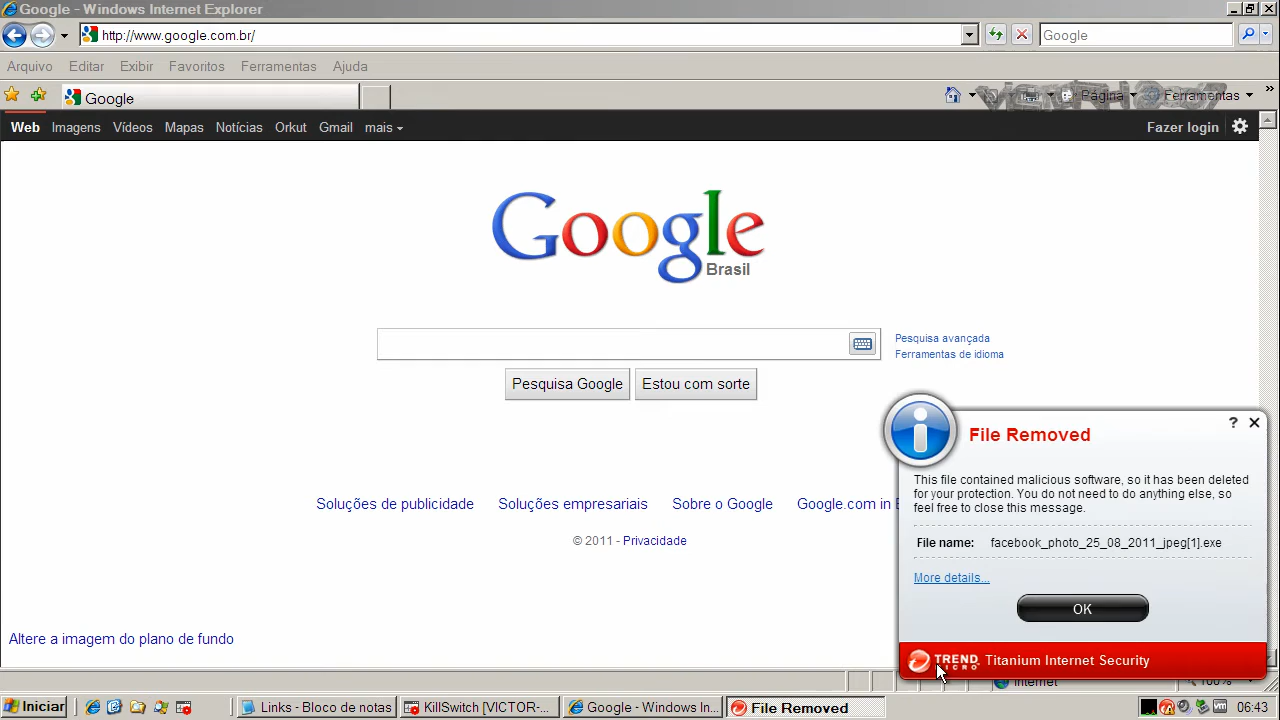 Google - Windows Internet Explorer
http://www.google.com.br/
Google
Arquivo Editar Exibir Favoritos Ferramentas Ajuda
Google
Página Ferramentas
Web Imagens Vídeos Mapas Notícias Orkut Gmail mais
Fazer login
Google
Brasil
Pesquisa avançada
Ferramentas de idioma
Pesquisa Google
Estou com sorte
Soluções de publicidade Soluções empresariais Sobre o Google Google.com in
© 2011 - Privacidade
Altere a imagem do plano de fundo
File Removed
This file contained malicious software, so it has been deleted
for your protection. You do not need to do anything else, so
feel free to close this message.
File name: facebook_photo_25_08_2011_jpeg[1].exe
More details...
OK
TREND MICRO Titanium Internet Security
Internet
100%
Iniciar
Links - Bloco de notas
KillSwitch [VICTOR-...
Google - Windows In...
File Removed
06:43